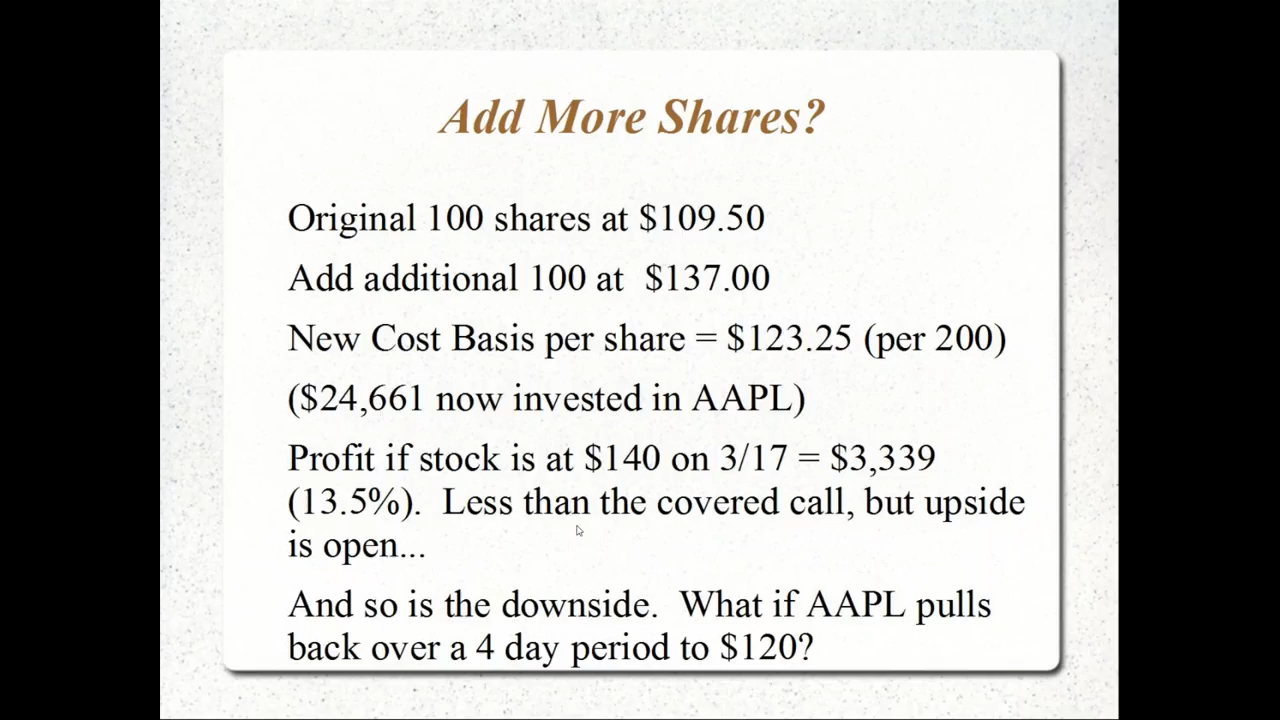 Add More Shares?
Original 100 shares at $109.50
Add additional 100 at  $137.00
New Cost Basis per share = $123.25 (per 200)
($24,661 now invested in AAPL)
Profit if stock is at $140 on 3/17 = $3,339
(13.5%).  Less than the covered call, but upside
is open...
And so is the downside.  What if AAPL pulls
back over a 4 day period to $120?